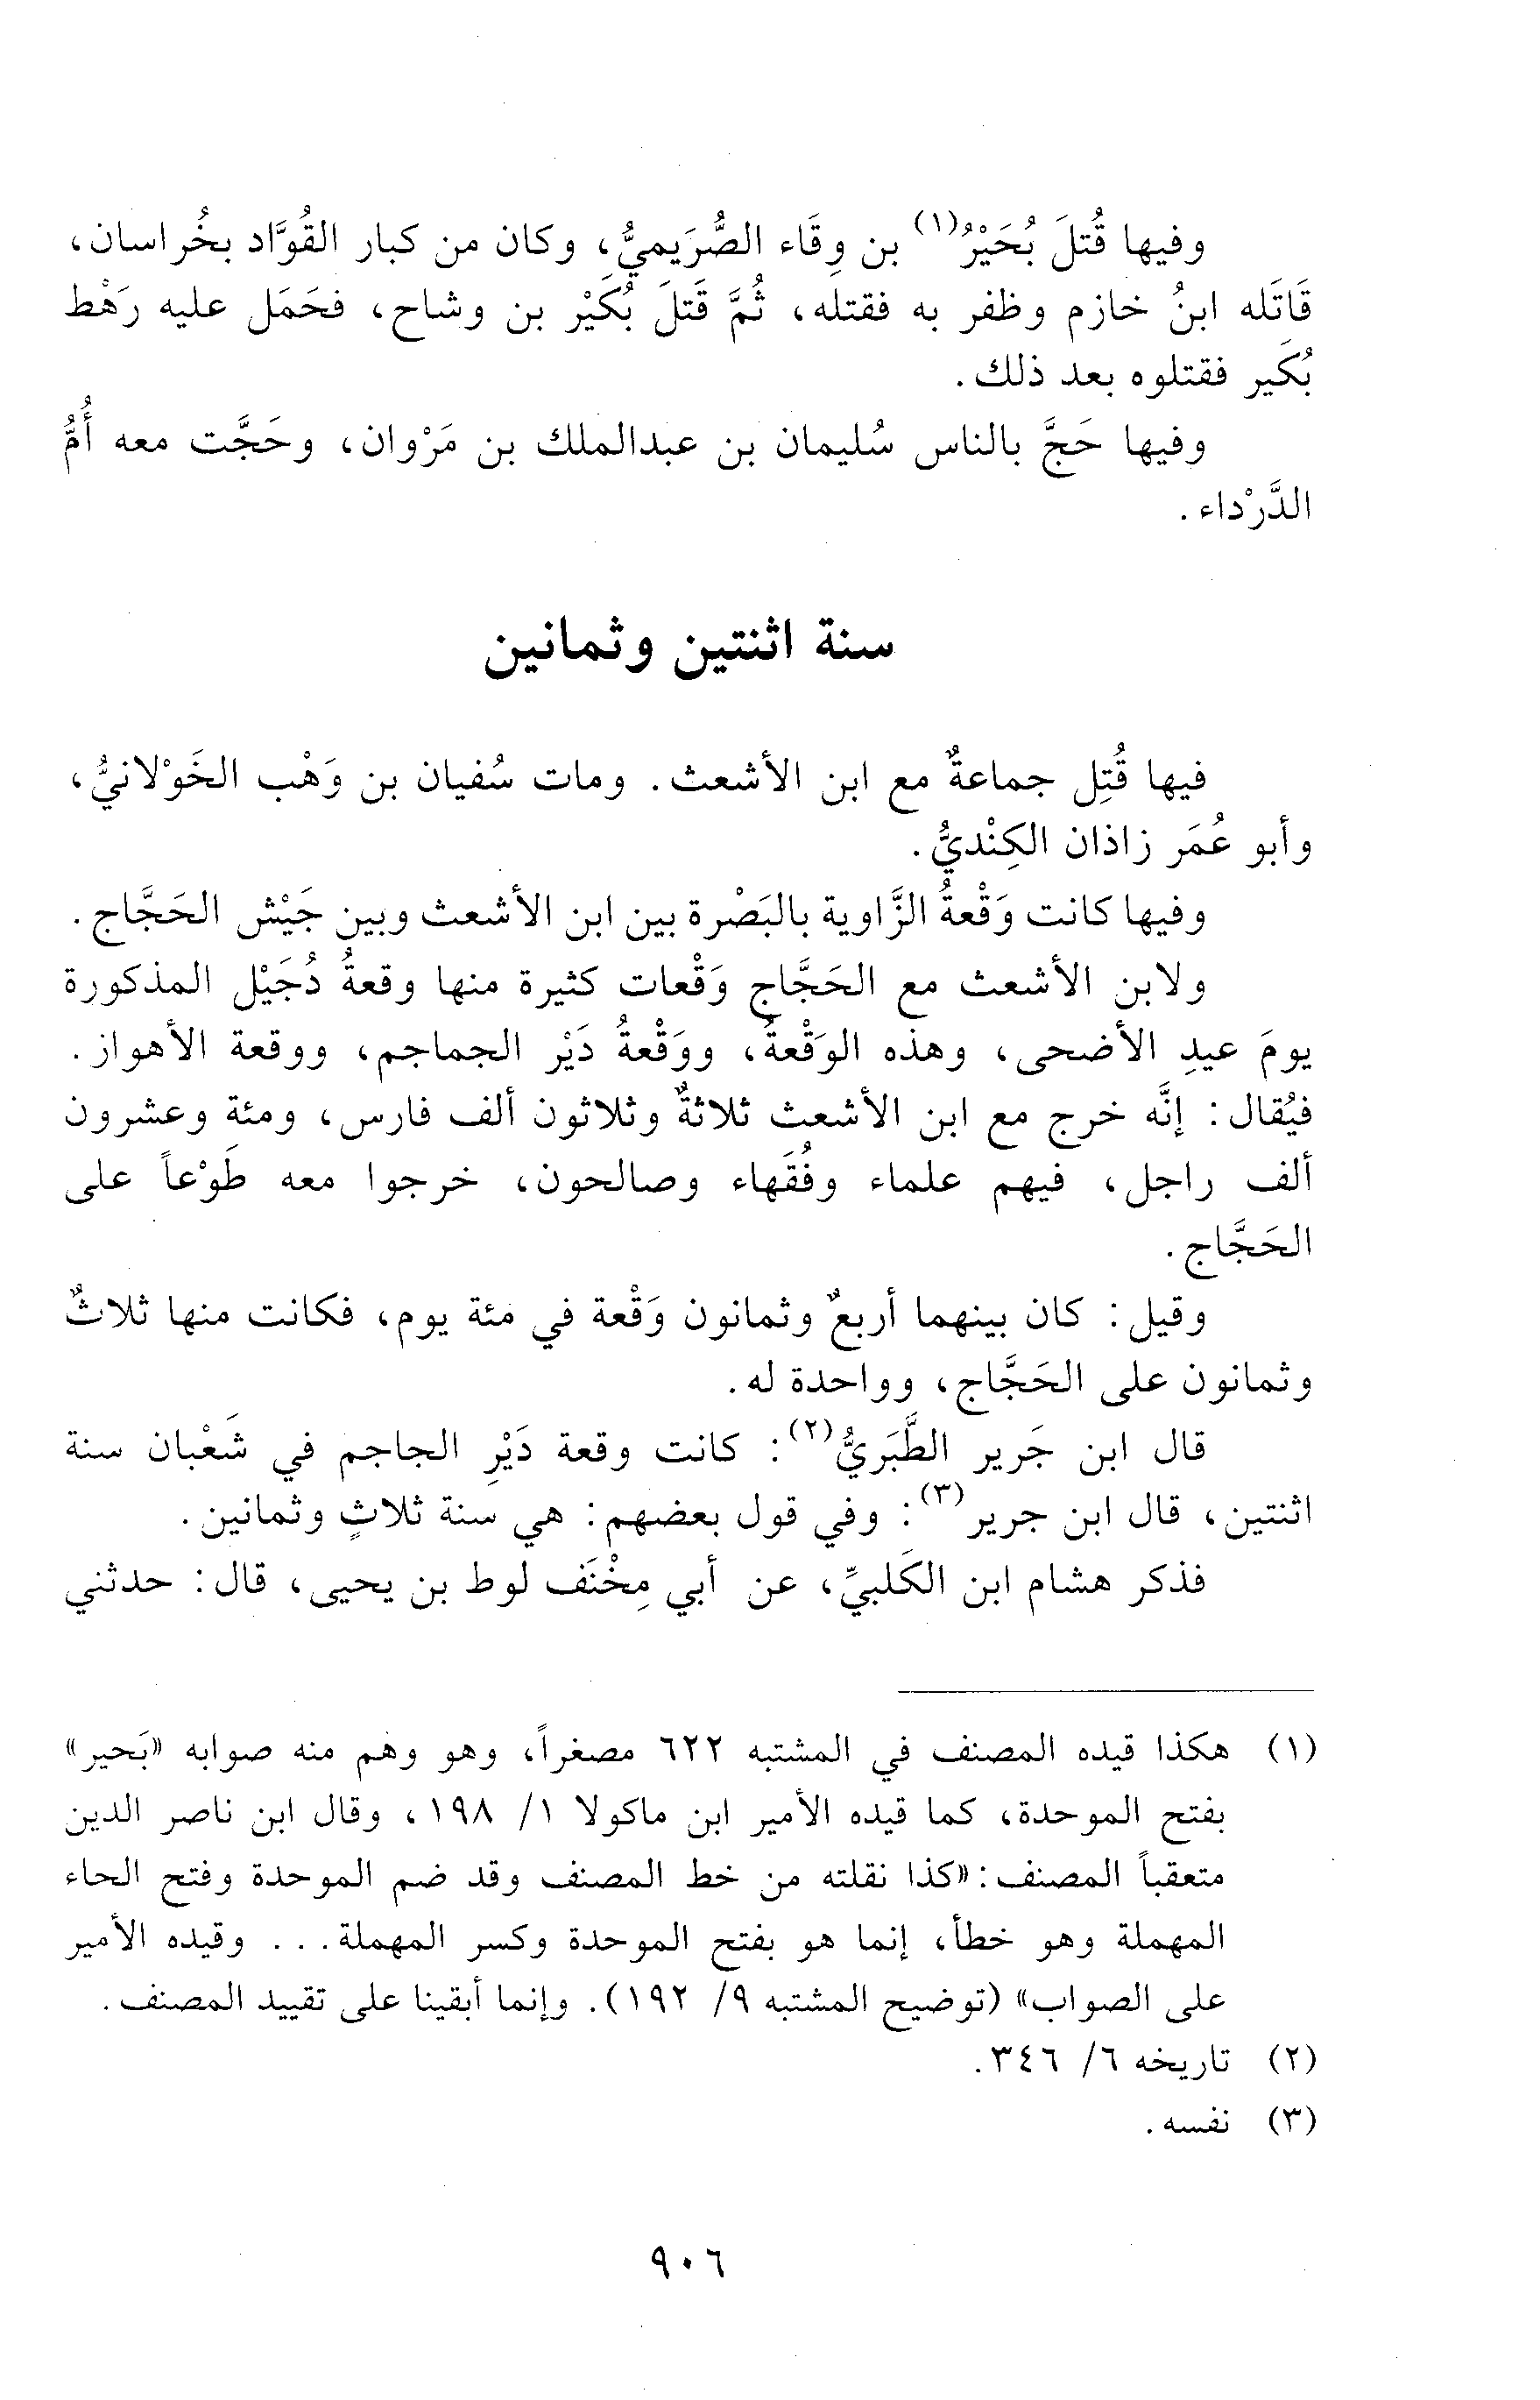 وفيها قُتلَ بُحَيْرُ(١) بن وِقَاء الصُّرَيميُّ، وكان من كبار القُوَّاد بخُراسان،
قَاتَله ابنُ خازم وظفر به فقتله، ثُمَّ قَتلَ بُكَيْر بن وشاح، فحَمَل عليه رَهْط
بُكَير فقتلوه بعد ذلك.
وفيها حَجَّ بالناس سُليمان بن عبدالملك بن مَرْوان، وحَجَّت معه أُمُّ
الدَّرْداء.
سنة اثنتين وثمانين
فيها قُتِل جماعةٌ مع ابن الأشعث. ومات سُفيان بن وَهْب الخَوْلانيُّ،
وأبو عُمَر زاذان الكِنْديُّ.
وفيها كانت وَقْعةُ الزَّاوية بالبَصْرة بين ابن الأشعث وبين جَيْش الحَجَّاج.
ولابن الأشعث مع الحَجَّاج وَقْعات كثيرة منها وقعةُ دُجَيْل المذكورة
يومَ عيدِ الأضحى، وهذه الوَقْعةُ، ووَقْعةُ دَيْر الجماجم، ووقعة الأهواز.
فيُقال: إنَّه خرج مع ابن الأشعث ثلاثةٌ وثلاثون ألف فارس، ومئة وعشرون
ألف راجل، فيهم علماء وفُقَهاء وصالحون، خرجوا معه طَوْعاً على
الحَجَّاج.
وقيل: كان بينهما أربعٌ وثمانون وَقْعة في مئة يوم، فكانت منها ثلاثٌ
وثمانون على الحَجَّاج، وواحدة له.
قال ابن جَرير الطَّبَريُّ(٢): كانت وقعة دَيْرِ الجاجم في شَعْبان سنة
اثنتين، قال ابن جرير(٣): وفي قول بعضهم: هي سنة ثلاثٍ وثمانين.
فذكر هشام ابن الكَلبيِّ، عن أبي مِخْنَف لوط بن يحيى، قال: حدثني
(١) هكذا قيده المصنف في المشتبه ٦٢٢ مصغراً، وهو وهم منه صوابه «بَحير»
بفتح الموحدة، كما قيده الأمير ابن ماكولا ١/ ١٩٨، وقال ابن ناصر الدين
متعقباً المصنف: «كذا نقلته من خط المصنف وقد ضم الموحدة وفتح الحاء
المهملة وهو خطأ، إنما هو بفتح الموحدة وكسر المهملة... وقيده الأمير
على الصواب» (توضيح المشتبه ٩/ ١٩٢). وإنما أبقينا على تقييد المصنف.
(٢) تاريخه ٦/ ٣٤٦.
(٣) نفسه.
٩٠٦